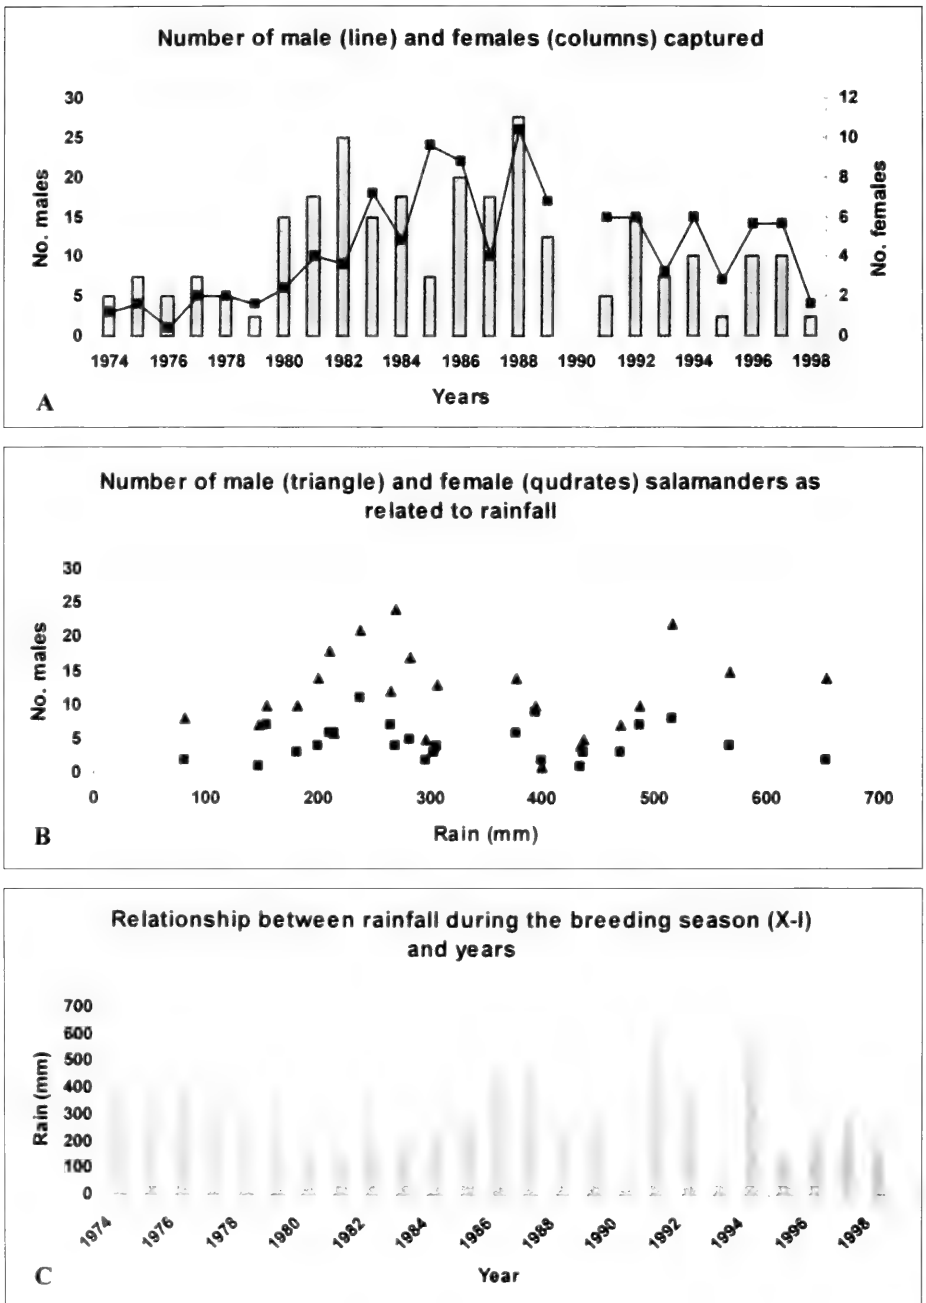 Number of male (line) and females (columns) captured
30
25
20
15
10
5
0
No. males
12
10
8
6
4
2
0
No. females
1974 1976 1978 1980 1982 1984 1986 1988 1990 1992 1994 1996 1998
Years
A
Number of male (triangle) and female (qudrates) salamanders as
related to rainfall
30
25
20
15
10
5
0
No. males
0 100 200 300 400 500 600 700
Rain (mm)
B
Relationship between rainfall during the breeding season (X-I)
and years
700
600
500
400
300
200
100
0
Rain (mm)
1974 1976 1978 1980 1982 1984 1986 1988 1990 1992 1994 1996 1998
Year
C